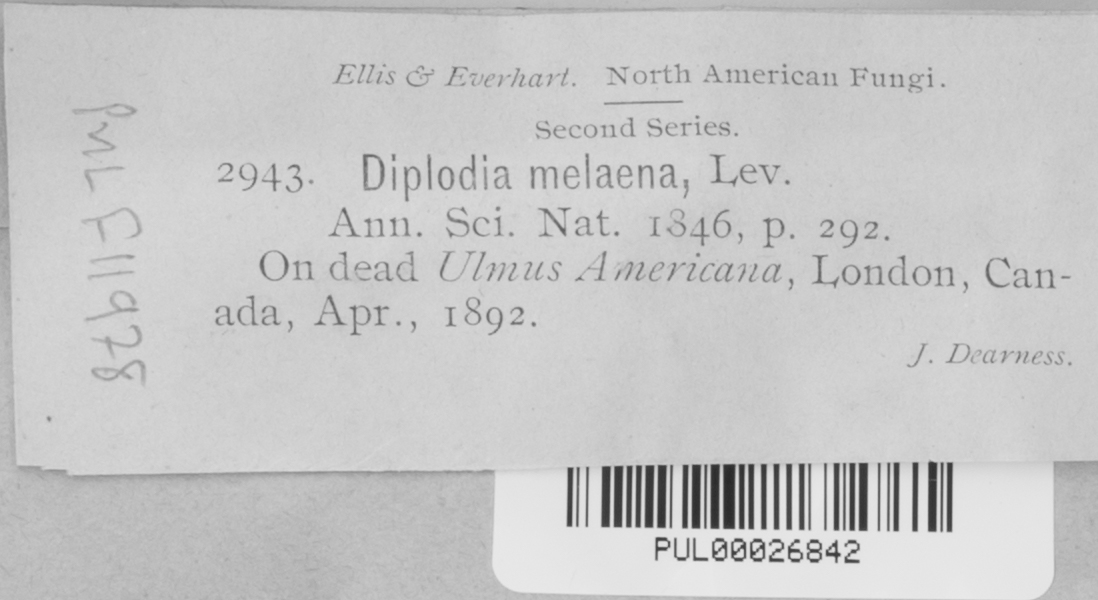 Ellis & Everhart. North American Fungi.
Second Series.
2943. Diplodia melaena, Lev.
Ann. Sci. Nat. 1846, p. 292.
On dead Ulmus Americana, London, Can-
ada, Apr., 1892.
J. Dearness.
PUL F11978
PUL00026842